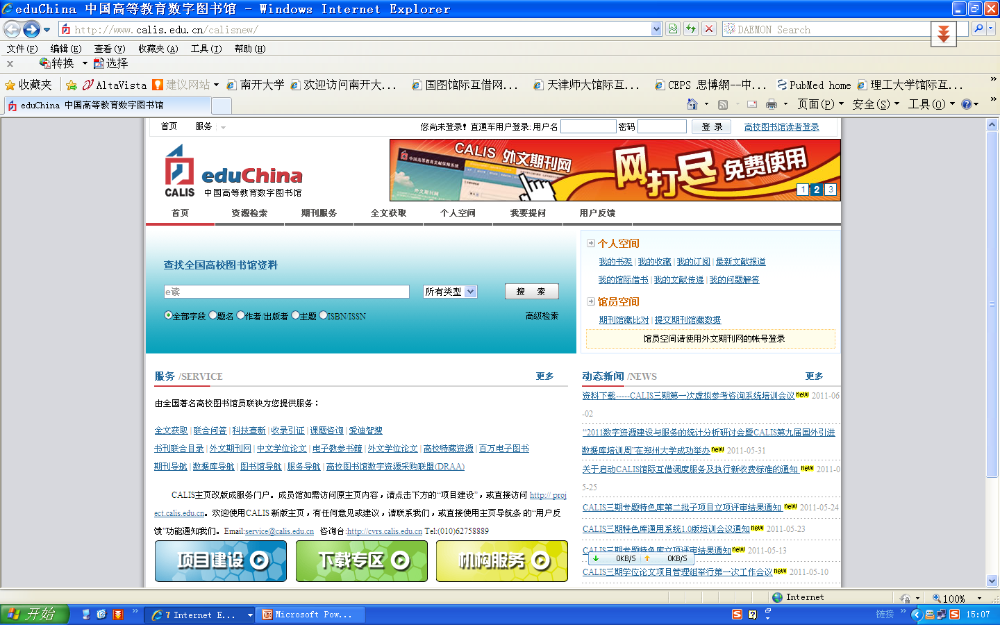 eduChina 中国高等教育数字图书馆 - Windows Internet Explorer
http://www.calis.edu.cn/calisnew/
DAEMON Search
文件(F) 编辑(E) 查看(V) 收藏夹(A) 工具(T) 帮助(H)
x 转换 选择
收藏夹 AltaVista 建议网站 南开大学 欢迎访问南开大... 国图馆际互借网... 天津师大馆际互... CEPS 思博網--中... PubMed home 理工大学馆际互... »
eduChina 中国高等教育数字图书馆 页面(P) 安全(S) 工具(O) »
首页 服务 您尚未登录! 直通车用户登录: 用户名 密码 登 录 高校图书馆读者登录
CALIS
eduChina
中国高等教育数字图书馆
中国高等教育文献保障系统
外文期刊网
CALIS 外文期刊网 网打尽 免费使用
1 2 3
首页 资源检索 期刊服务 全文获取 个人空间 我要提问 用户反馈
查找全国高校图书馆资料
e读 所有类型 搜 索
全部字段 题名 作者/出版者 主题 ISBN/ISSN 高级检索
个人空间
我的书架 | 我的收藏 | 我的订阅 | 最新文献报道
我的馆际借书 | 我的文献传递 | 我的问题解答
馆员空间
期刊馆藏比对 | 提交期刊馆藏数据
馆员空间请使用外文期刊网的帐号登录
服务 /SERVICE 更多
由全国著名高校图书馆员联袂为您提供服务：
全文获取 | 联合问答 | 科技查新 | 收录引证 | 课题咨询 | 爱迪智搜
书刊联合目录 | 外文期刊网 | 中文学位论文 | 电子教参书籍 | 外文学位论文 | 高校特藏资源 | 百万电子图书
期刊导航 | 数据库导航 | 图书馆导航 | 服务导航 | 高校图书馆数字资源采购联盟(DRAA)
CALIS主页改版成服务门户。成员馆如需访问原主页内容，请点击下方的“项目建设”，或直接访问 http:// proj
ect.calis.edu.cn。欢迎使用CALIS 新版主页，有任何意见或建议，请联系我们，或直接使用主页导航条 的“用户反
馈”功能通知我们。Email:service@calis.edu.cn 咨询台:http://cvrs.calis.edu.cn Tel:(010)62758889
项目建设 下载专区 机构服务
动态新闻 /NEWS 更多
资料下载-----CALIS三期第一次虚拟参考咨询系统培训会议 new 2011-06
-02
“2011数字资源建设与服务的统计分析研讨会暨CALIS第九届国外引进
数据库培训周”在郑州大学成功举办 new 2011-05-31
关于启动CALIS馆际互借调度服务及执行新收费标准的通知 new 2011-0
5-25
CALIS三期专题特色库第二批子项目立项评审结果通知 new 2011-05-24
CALIS三期特色库通用系统1.0版培训会议通知 new 2011-05-23
CALIS三期专题特色库立项评审结果通知 new 2011-05-13
0KB/S 0KB/S
CALIS三期学位论文项目管理组举行第一次工作会议 new 2011-05-10
Internet 100%
开始 » 7 Internet E... Microsoft Pow... 链接 » 15:07